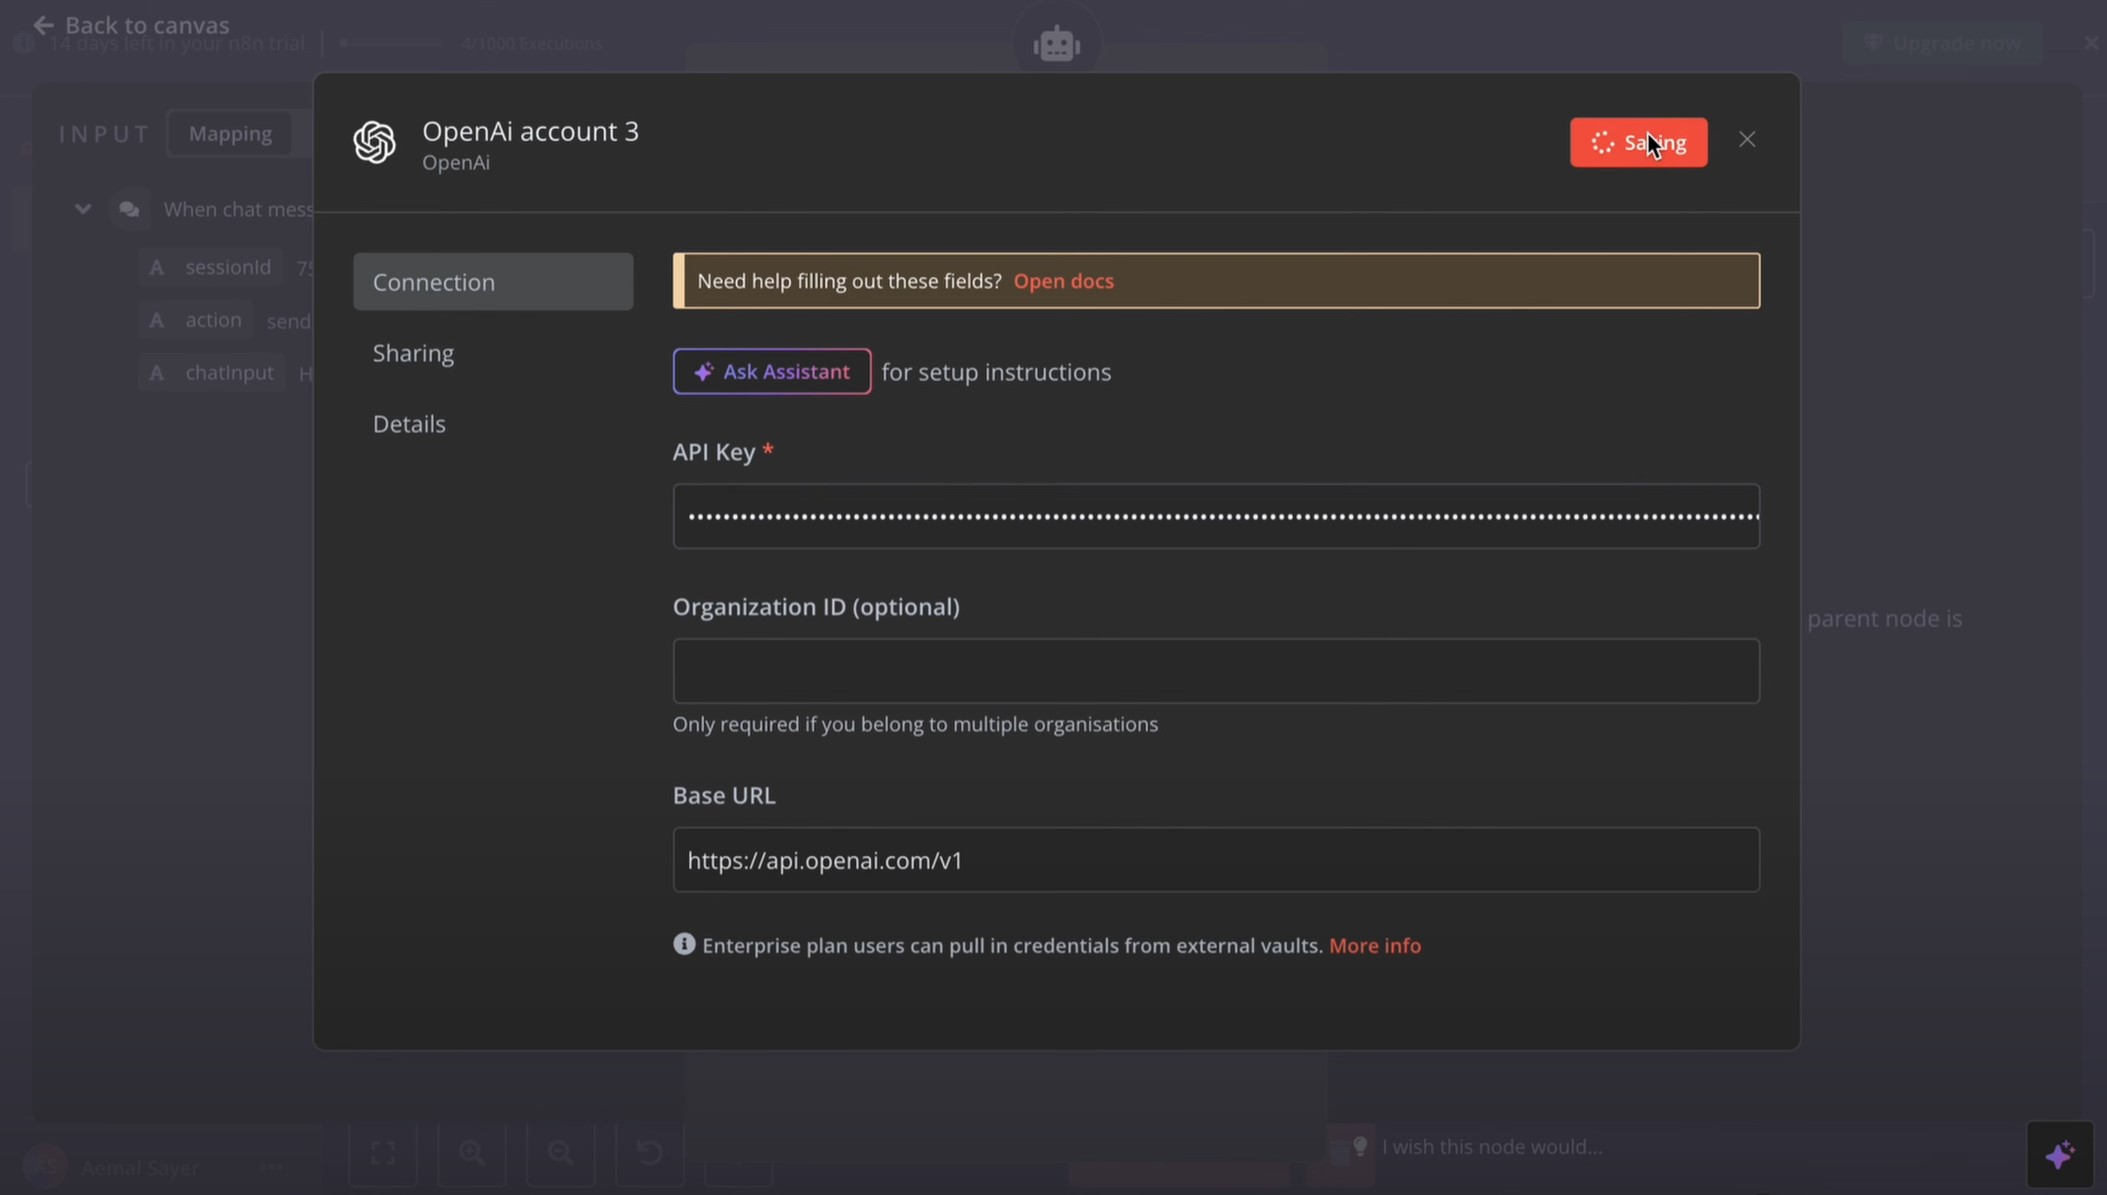 Back to canvas
14 days left in your n8n trial
4/1000 Executions
Upgrade now
INPUT
Mapping
When chat mess
A sessionId 75
A action send
A chatInput H
OpenAi account 3
OpenAi
Saving
Connection
Sharing
Details
Need help filling out these fields? Open docs
Ask Assistant for setup instructions
API Key *
Organization ID (optional)
Only required if you belong to multiple organisations
Base URL
https://api.openai.com/v1
Enterprise plan users can pull in credentials from external vaults. More info
parent node is
AS
Aemal Sayer
I wish this node would...